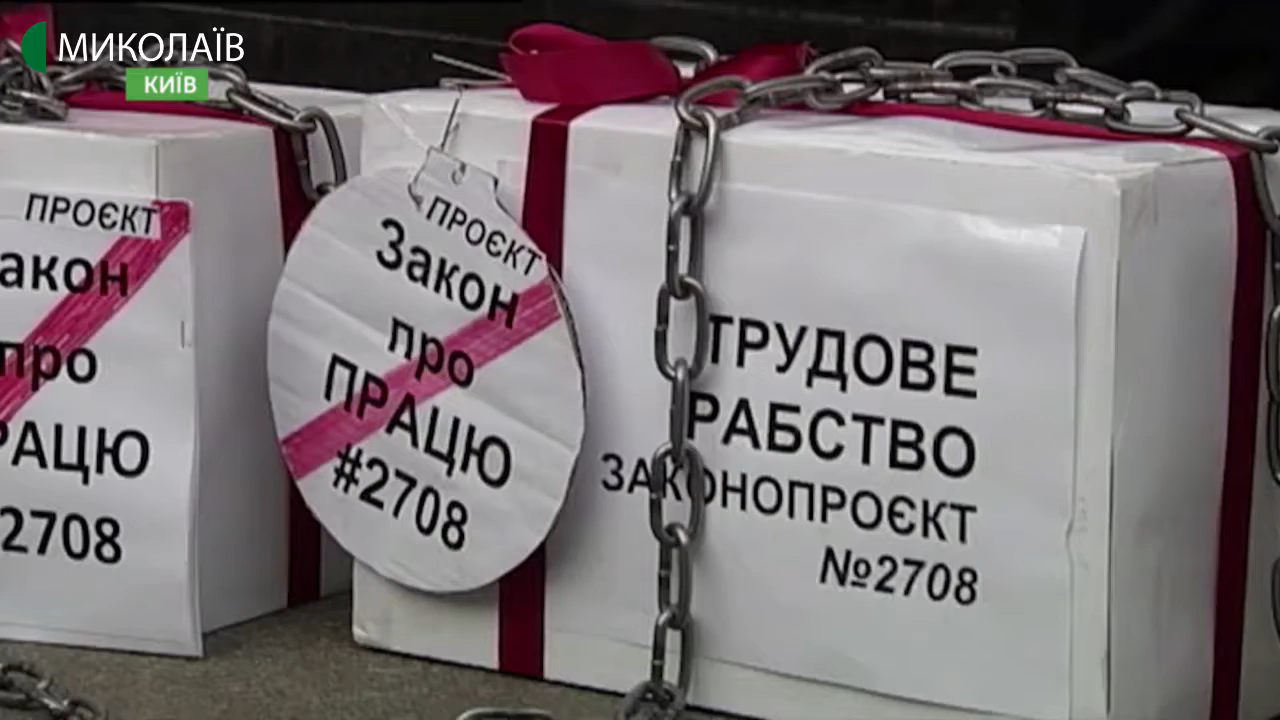 МИКОЛАЇВ
КИЇВ
ПРОЄКТ
акон
про
РАЦЮ
2708
ПРОЄКТ
Закон
про
ПРАЦЮ
#2708
ТРУДОВЕ
РАБСТВО
ЗАКОНОПРОЄКТ
№2708